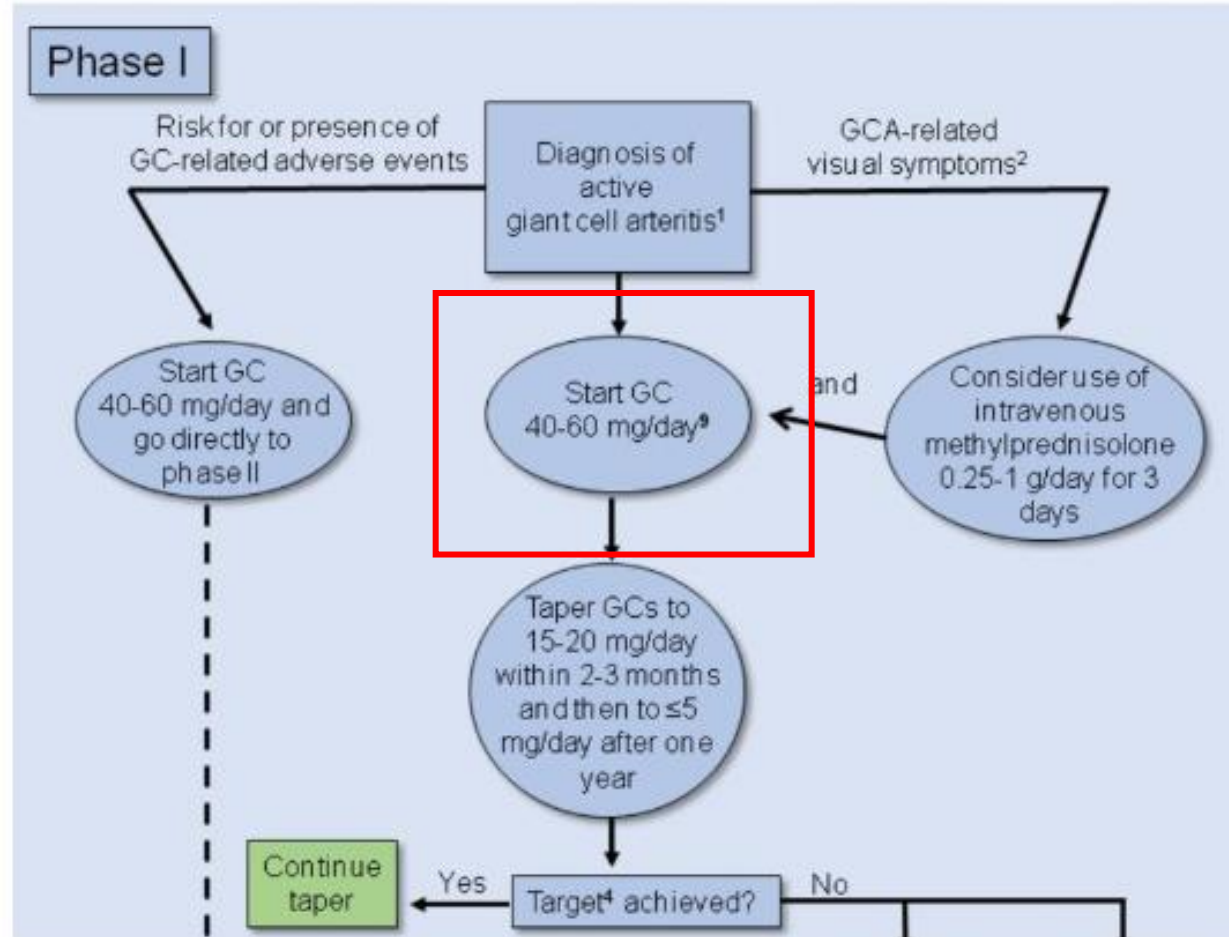 Phase I
Risk for or presence of
GC-related adverse events
Diagnosis of
active
giant cell arteritis¹
GCA-related
visual symptoms²
Start GC
40-60 mg/day and
go directly to
phase II
Start GC
40-60 mg/day⁹
and
Consider use of
intravenous
methylprednisolone
0.25-1 g/day for 3
days
Taper GCs to
15-20 mg/day
within 2-3 months
and then to ≤5
mg/day after one
year
Continue
taper
Yes
Target⁴ achieved?
No